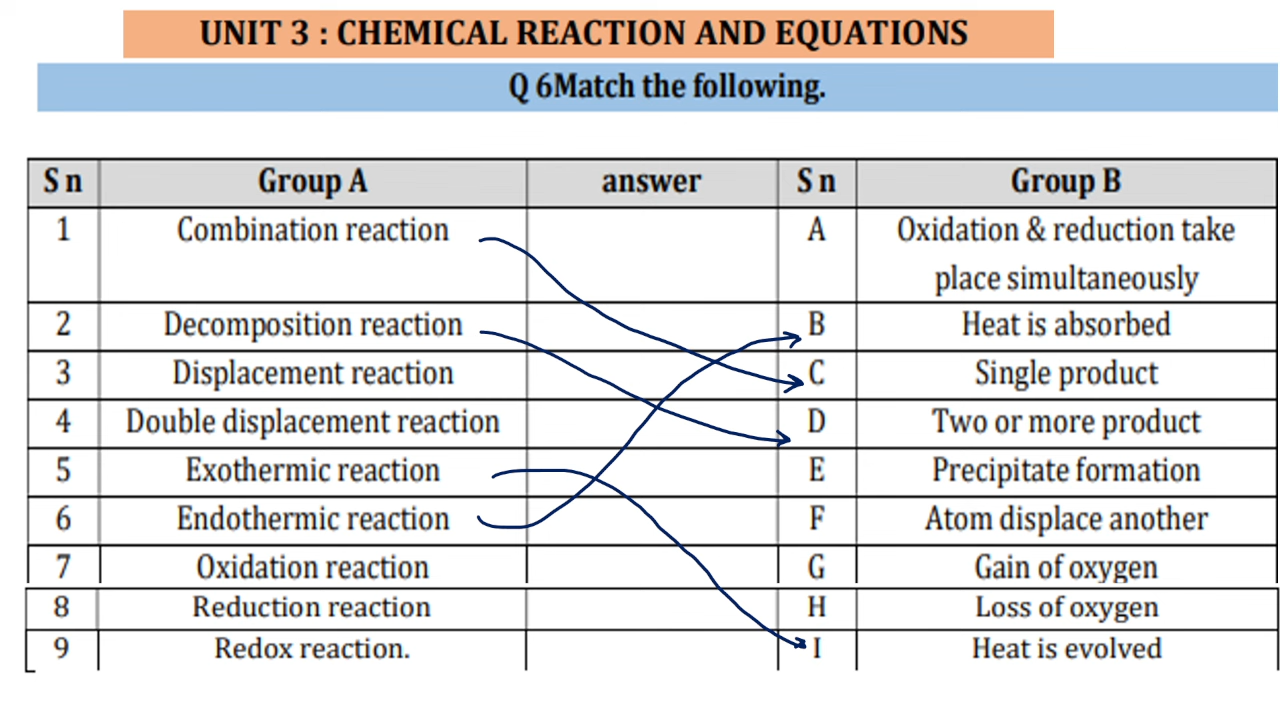 UNIT 3 : CHEMICAL REACTION AND EQUATIONS
Q 6Match the following.
S n Group A answer S n Group B
1 Combination reaction A Oxidation & reduction take
place simultaneously
2 Decomposition reaction B Heat is absorbed
3 Displacement reaction C Single product
4 Double displacement reaction D Two or more product
5 Exothermic reaction E Precipitate formation
6 Endothermic reaction F Atom displace another
7 Oxidation reaction G Gain of oxygen
8 Reduction reaction H Loss of oxygen
9 Redox reaction. I Heat is evolved